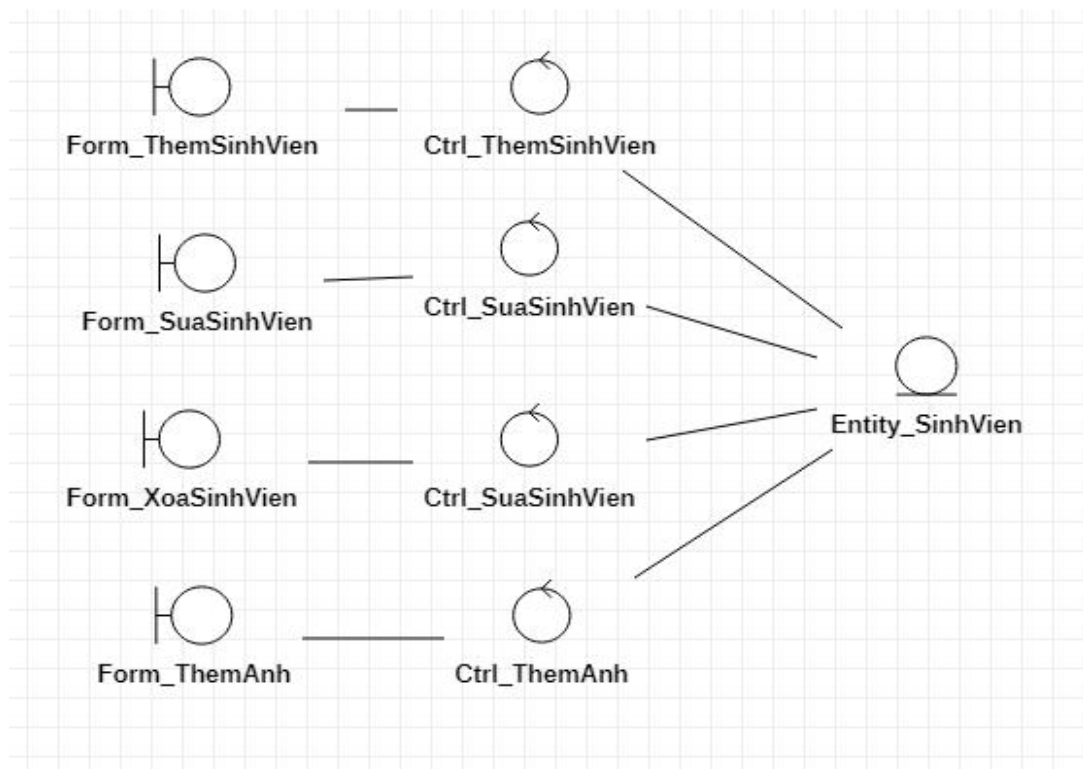 Form_ThemSinhVien
Ctrl_ThemSinhVien
Form_SuaSinhVien
Ctrl_SuaSinhVien
Entity_SinhVien
Form_XoaSinhVien
Ctrl_SuaSinhVien
Form_ThemAnh
Ctrl_ThemAnh